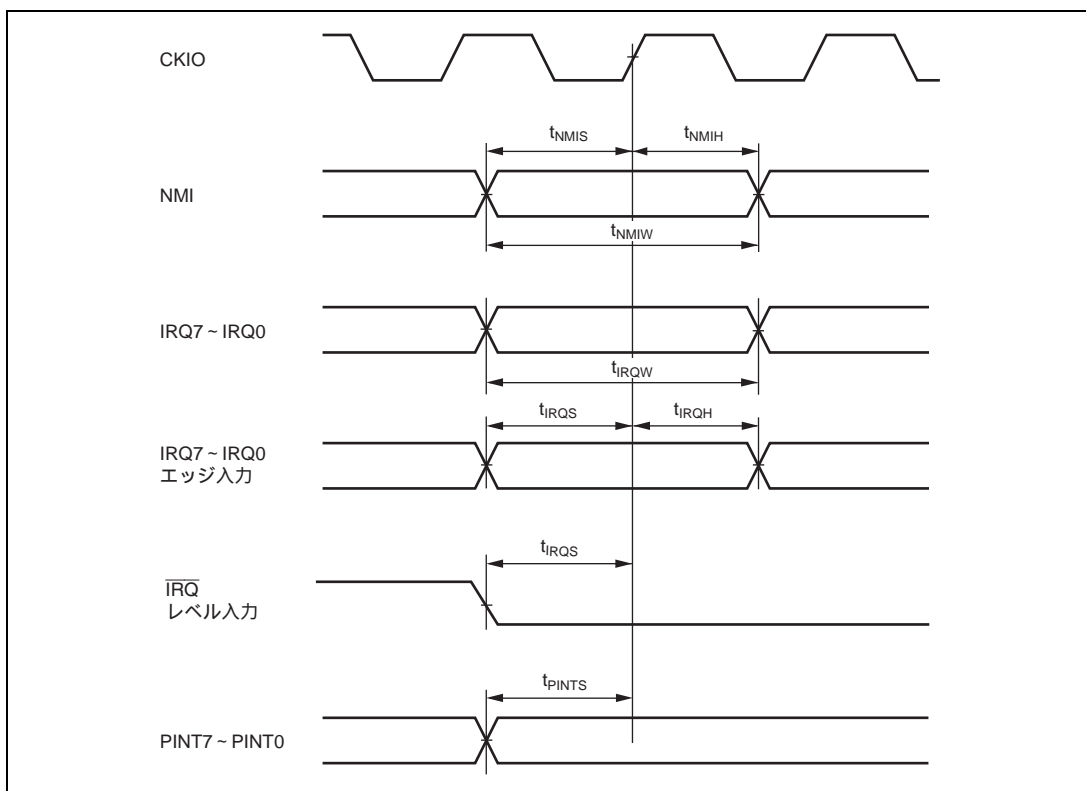 CKIO
tNMIS
tNMIH
NMI
tNMIW
IRQ7 ~ IRQ0
tIRQW
tIRQS
tIRQH
IRQ7 ~ IRQ0
エッジ入力
tIRQS
IRQ
レベル入力
tPINTS
PINT7 ~ PINT0